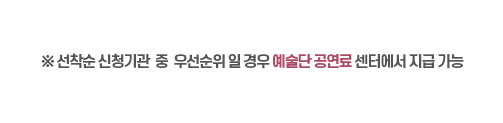 ※ 선착순 신청기관 중 우선순위 일 경우 예술단 공연료 센터에서 지급 가능